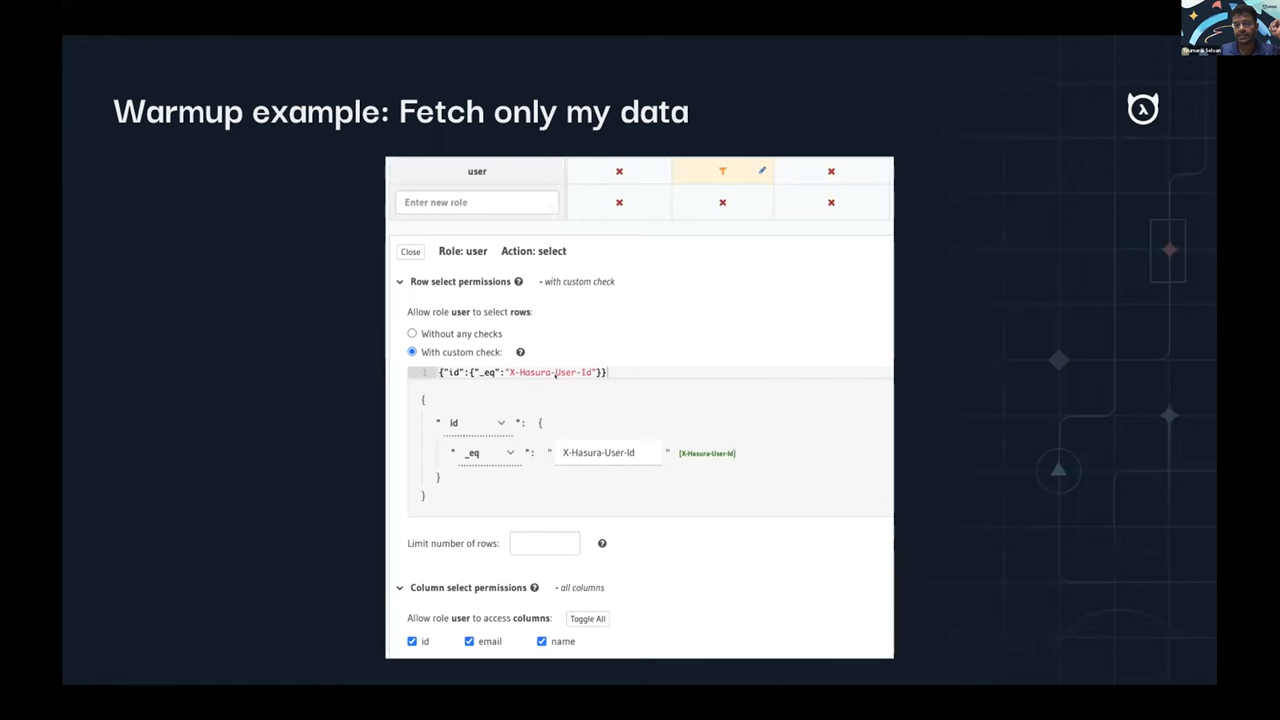 Warmup example: Fetch only my data
Tirumarai Selvan
user
Enter new role
Close Role: user Action: select
Row select permissions - with custom check
Allow role user to select rows:
Without any checks
With custom check:
1 {"id":{"_eq":"X-Hasura-User-Id"}}
{
" id ": {
" _eq ": " X-Hasura-User-Id " [X-Hasura-User-Id]
}
}
Limit number of rows:
Column select permissions - all columns
Allow role user to access columns: Toggle All
id email name